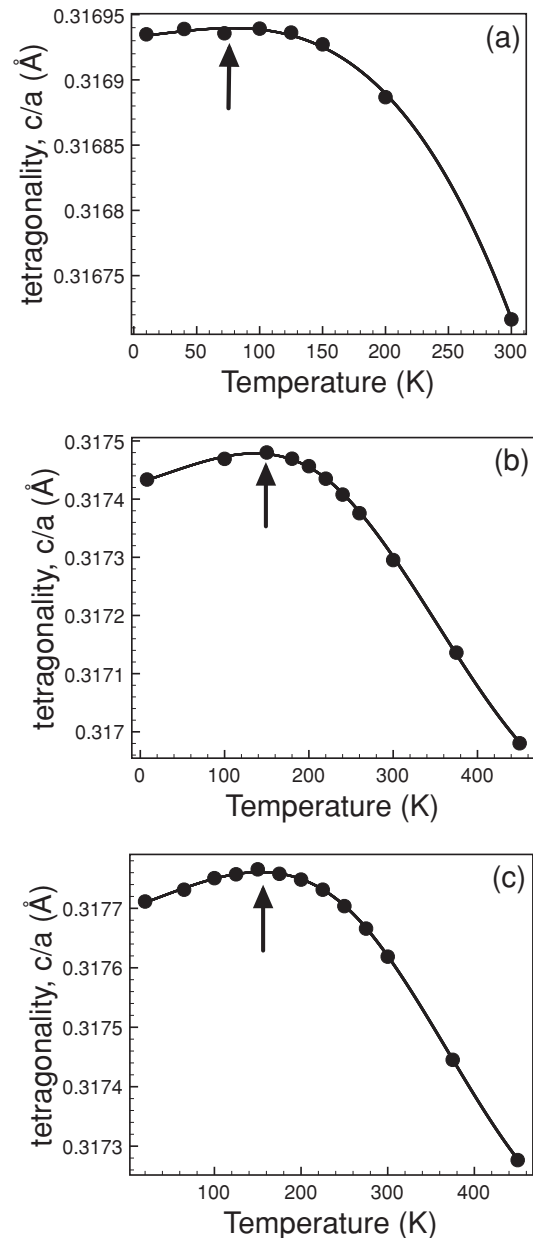 (a)
tetragonality, c/a (Å)
0.31695
0.3169
0.31685
0.3168
0.31675
0 50 100 150 200 250 300
Temperature (K)
(b)
tetragonality, c/a (Å)
0.3175
0.3174
0.3173
0.3172
0.3171
0.317
0 100 200 300 400
Temperature (K)
(c)
tetragonality, c/a (Å)
0.3177
0.3176
0.3175
0.3174
0.3173
100 200 300 400
Temperature (K)